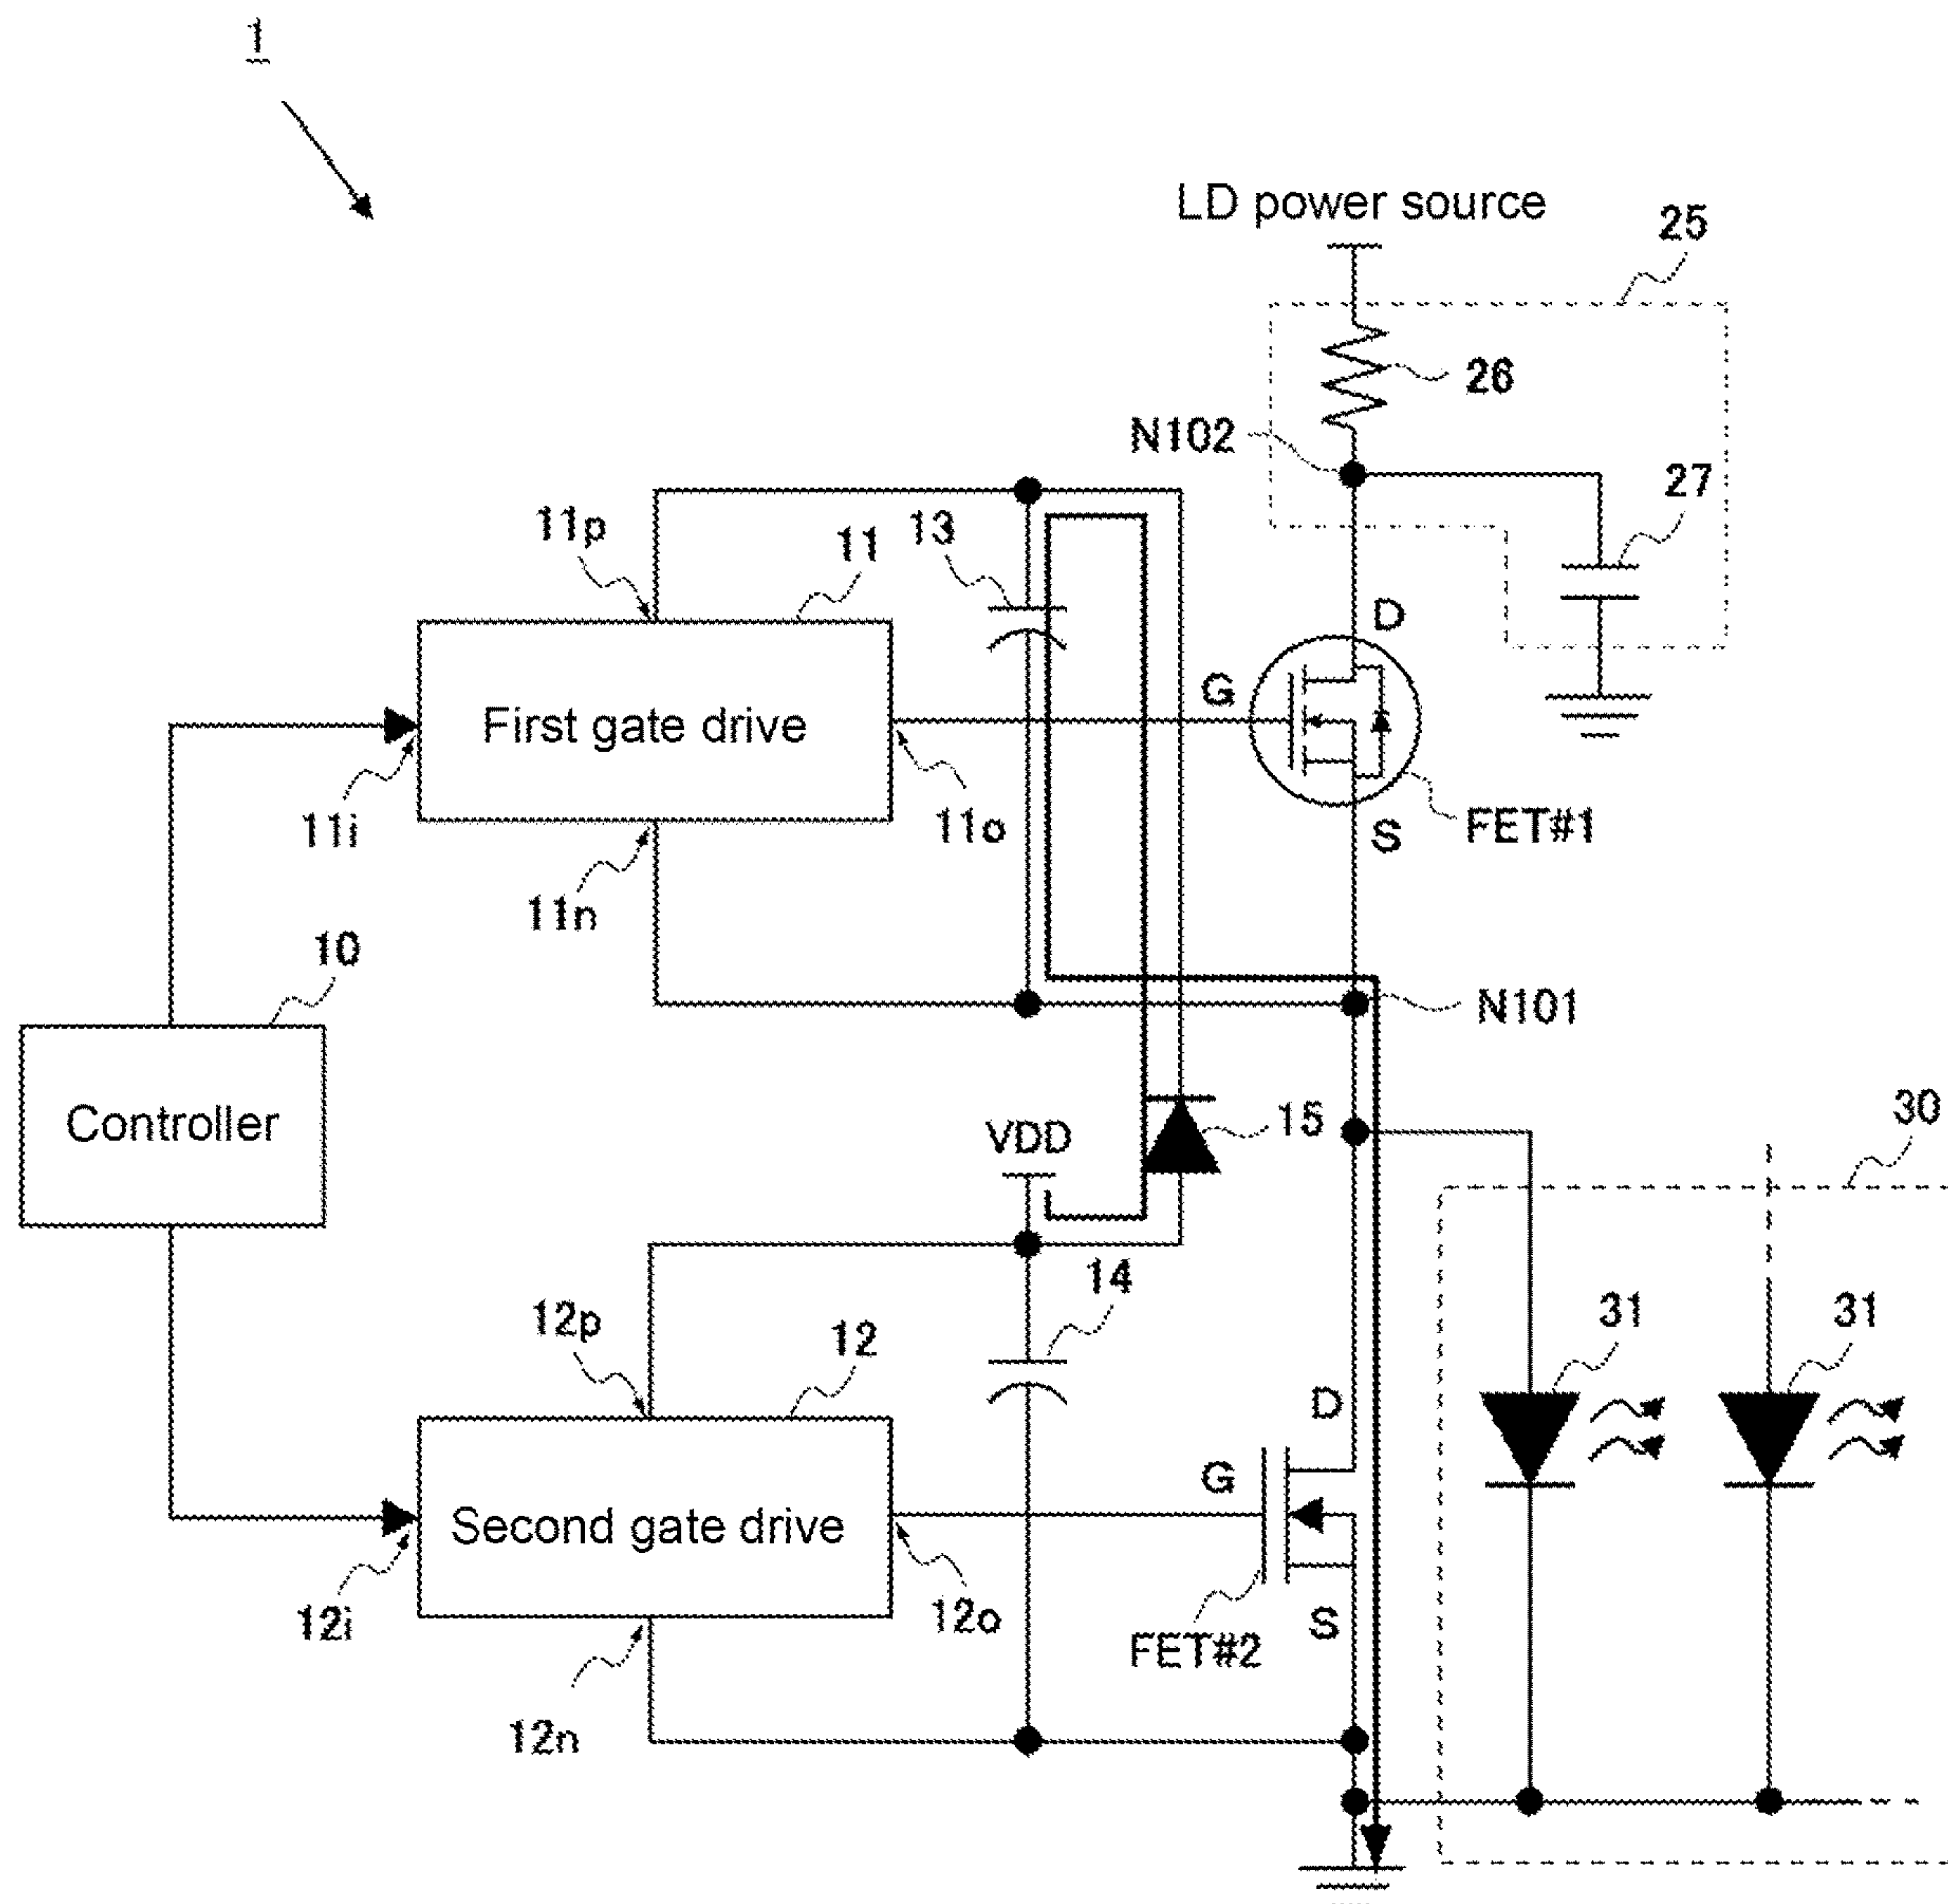 1
LD power source
25
26
N102
27
11p
11
13
D
G
First gate drive
11i
11o
FET#1
S
11n
10
N101
Controller
VDD
15
30
14
12p
12
31
31
D
G
Second gate drive
12i
12o
S
FET#2
12n